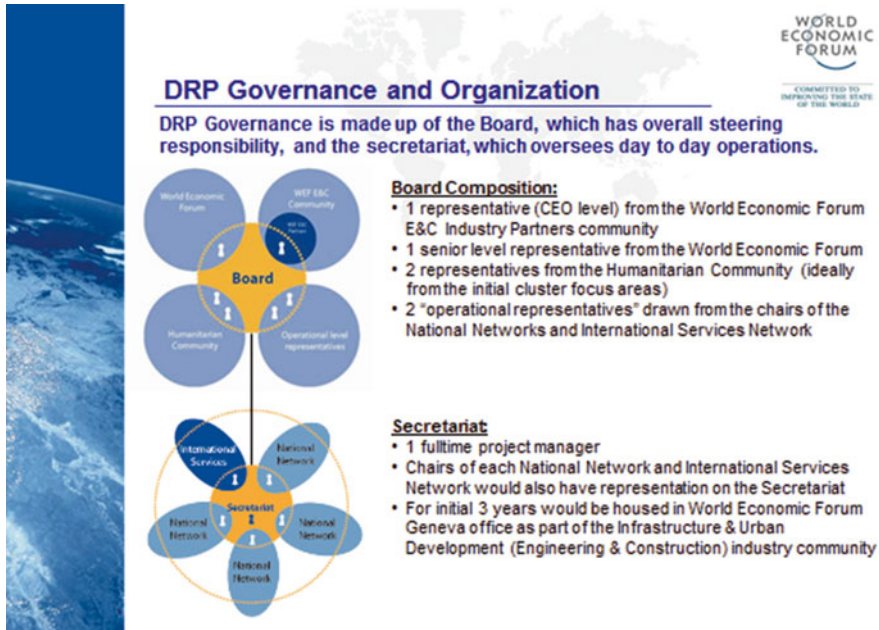 WORLD
ECONOMIC
FORUM
COMMITTED TO
IMPROVING THE STATE
OF THE WORLD
DRP Governance and Organization
DRP Governance is made up of the Board, which has overall steering
responsibility, and the secretariat, which oversees day to day operations.
World Economic
Forum
WEF E&C
Community
Board
Humanitarian
Community
Operational level
representatives
Board Composition:
• 1 representative (CEO level) from the World Economic Forum
E&C Industry Partners community
• 1 senior level representative from the World Economic Forum
• 2 representatives from the Humanitarian Community (ideally
from the initial cluster focus areas)
• 2 "operational representatives" drawn from the chairs of the
National Networks and International Services Network
International
Services
National
Network
Secretariat
National
Network
National
Network
National
Network
Secretariat:
• 1 fulltime project manager
• Chairs of each National Network and International Services
Network would also have representation on the Secretariat
• For initial 3 years would be housed in World Economic Forum
Geneva office as part of the Infrastructure & Urban
Development (Engineering & Construction) industry community